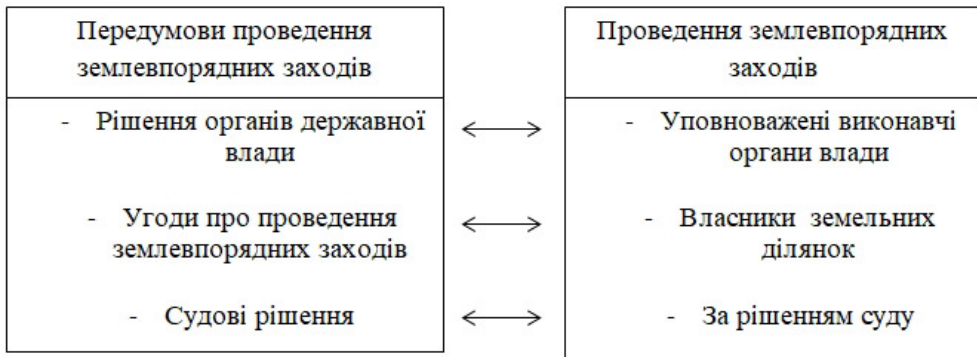 Передумови проведення
землевпорядних заходів
- Рішення органів державної
влади
- Угоди про проведення
землевпорядних заходів
- Судові рішення
Проведення землевпорядних
заходів
- Уповноважені виконавчі
органи влади
- Власники земельних
ділянок
- За рішенням суду